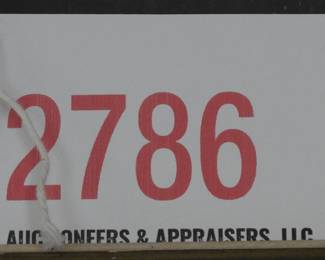 2786
AUCTIONEERS & APPRAISERS, LLC